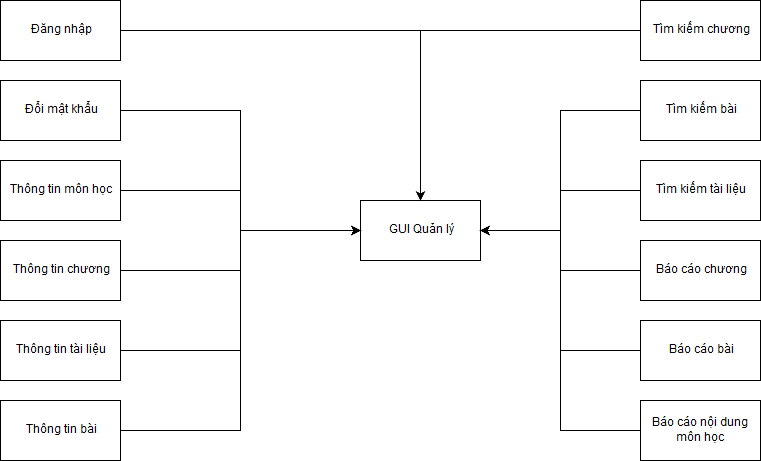 Đăng nhập
Tìm kiếm chương
Đổi mật khẩu
Tìm kiếm bài
Thông tin môn học
Tìm kiếm tài liệu
GUI Quản lý
Thông tin chương
Báo cáo chương
Thông tin tài liệu
Báo cáo bài
Thông tin bài
Báo cáo nội dung
môn học